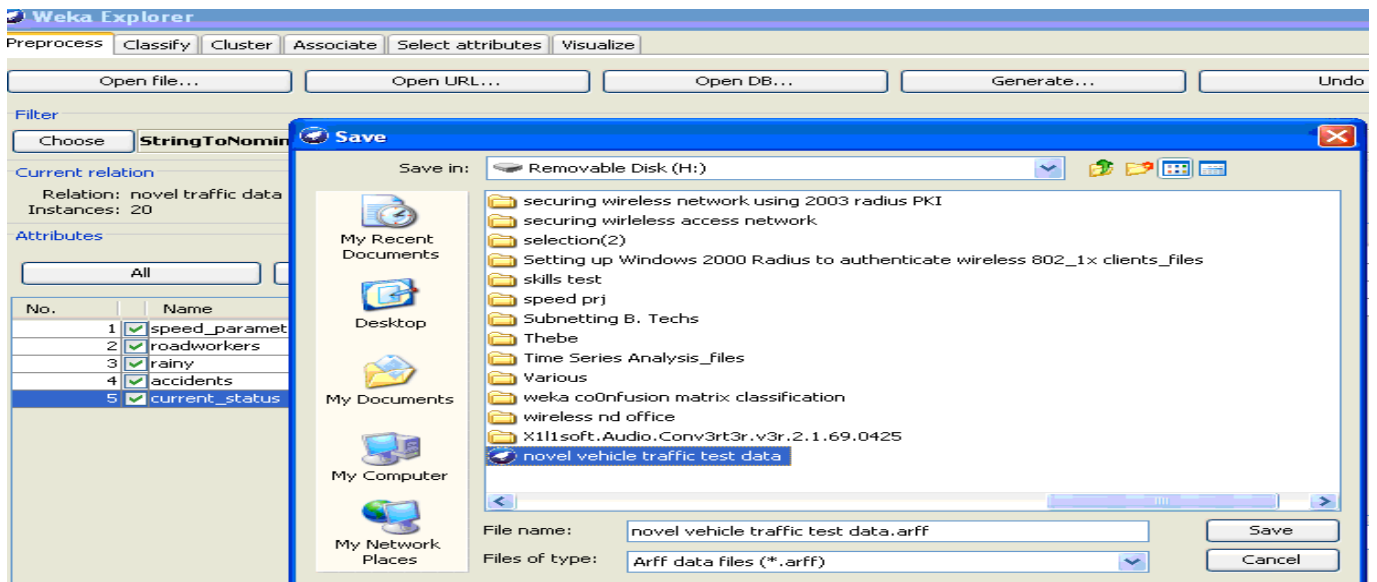 Weka Explorer
Preprocess Classify Cluster Associate Select attributes Visualize
Open file... Open URL... Open DB... Generate... Undo
Filter
Choose StringToNomin
Current relation
Relation: novel traffic data
Instances: 20
Attributes
All
No. Name
1 speed_paramet
2 roadworkers
3 rainy
4 accidents
5 current_status
Save
Save in: Removable Disk (H:)
My Recent
Documents
Desktop
My Documents
My Computer
My Network
Places
securing wireless network using 2003 radius PKI
securing wirleless access network
selection(2)
Setting up Windows 2000 Radius to authenticate wireless 802_1x clients_files
skills test
speed prj
Subnetting B. Techs
Thebe
Time Series Analysis_files
Various
weka co0nfusion matrix classification
wireless nd office
X1l1soft.Audio.Conv3rt3r.v3r.2.1.69.0425
novel vehicle traffic test data
File name: novel vehicle traffic test data.arff Save
Files of type: Arff data files (*.arff) Cancel